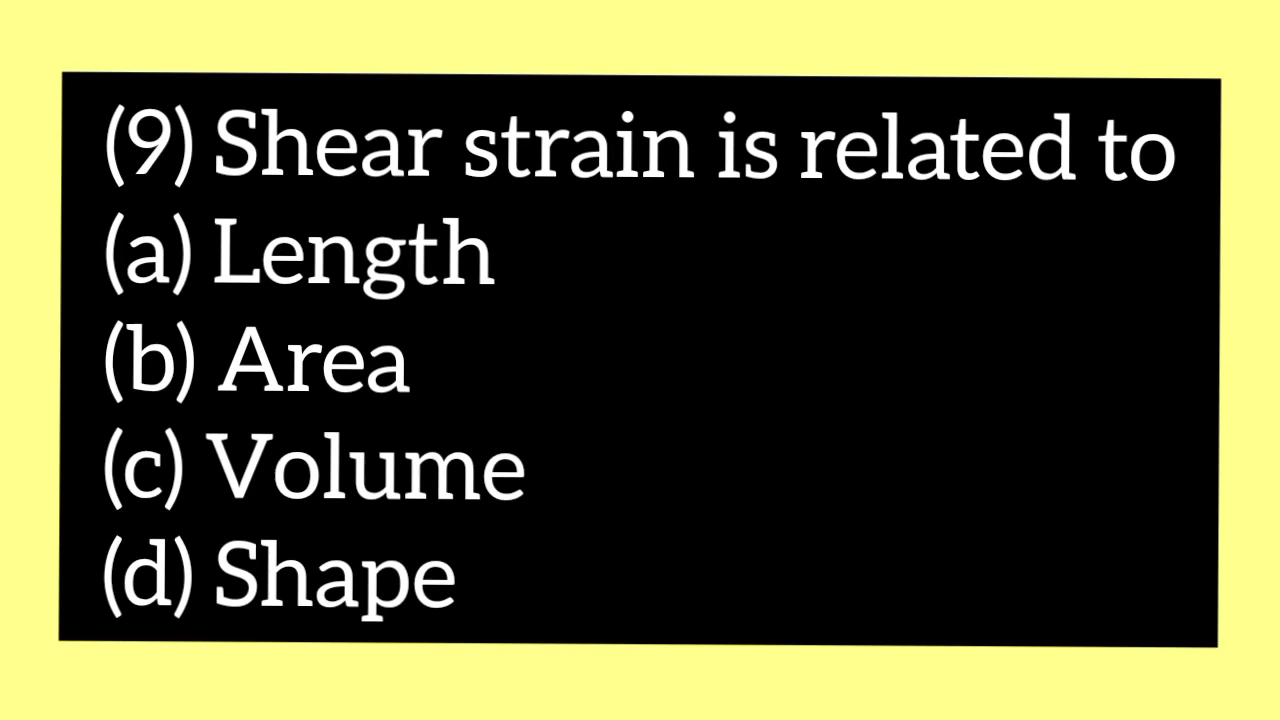 (9) Shear strain is related to
(a) Length
(b) Area
(c) Volume
(d) Shape